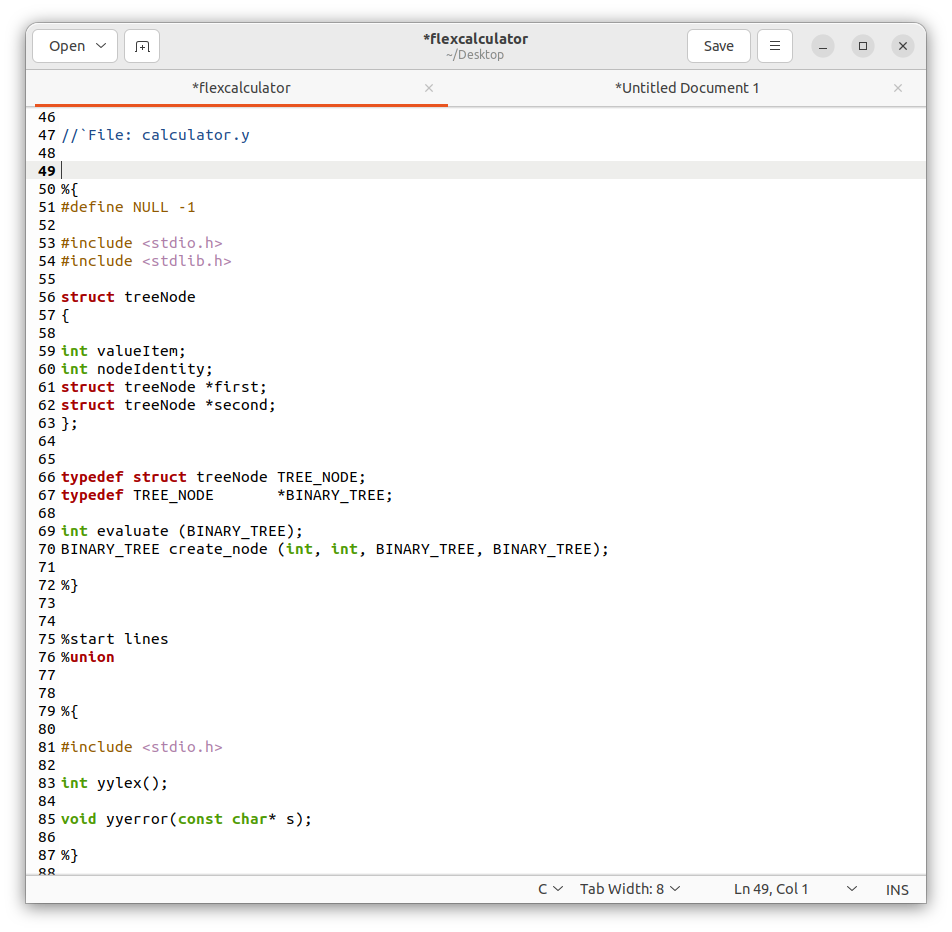 Open
*flexcalculator
~/Desktop
Save
*flexcalculator
*Untitled Document 1
46
47 //`File: calculator.y
48
49
50 %{
51 #define NULL -1
52
53 #include <stdio.h>
54 #include <stdlib.h>
55
56 struct treeNode
57 {
58
59 int valueItem;
60 int nodeIdentity;
61 struct treeNode *first;
62 struct treeNode *second;
63 };
64
65
66 typedef struct treeNode TREE_NODE;
67 typedef TREE_NODE       *BINARY_TREE;
68
69 int evaluate (BINARY_TREE);
70 BINARY_TREE create_node (int, int, BINARY_TREE, BINARY_TREE);
71
72 %}
73
74
75 %start lines
76 %union
77
78
79 %{
80
81 #include <stdio.h>
82
83 int yylex();
84
85 void yyerror(const char* s);
86
87 %}
88
C
Tab Width: 8
Ln 49, Col 1
INS